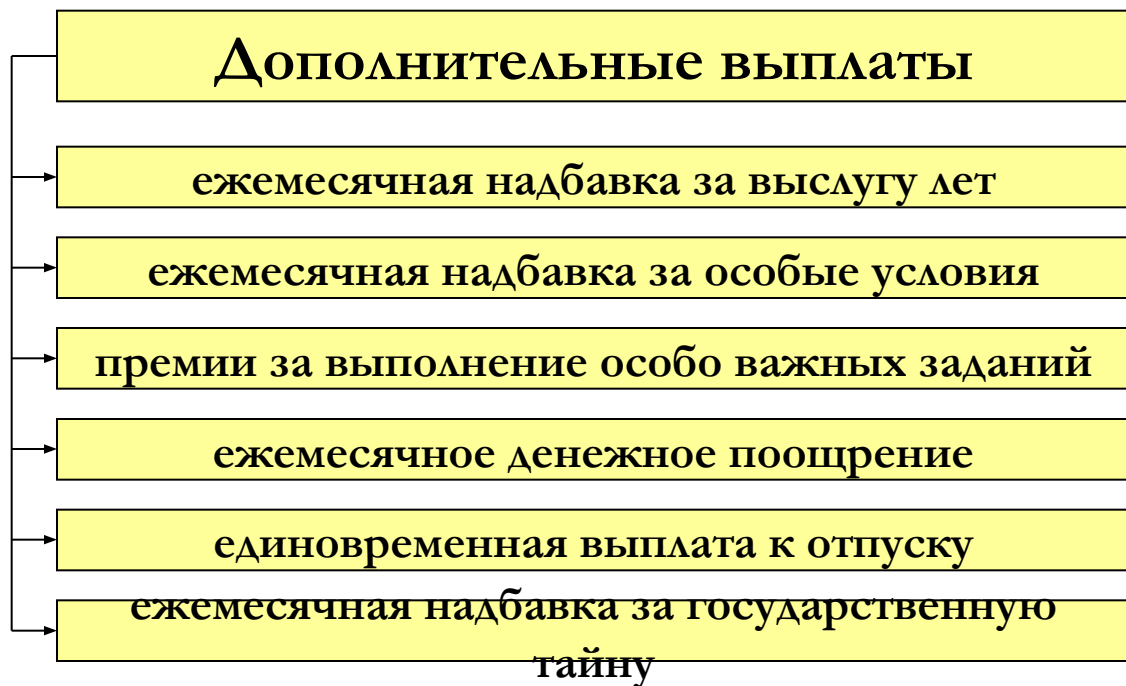 Дополнительные выплаты
ежемесячная надбавка за выслугу лет
ежемесячная надбавка за особые условия
премии за выполнение особо важных заданий
ежемесячное денежное поощрение
единовременная выплата к отпуску
ежемесячная надбавка за государственную
тайну